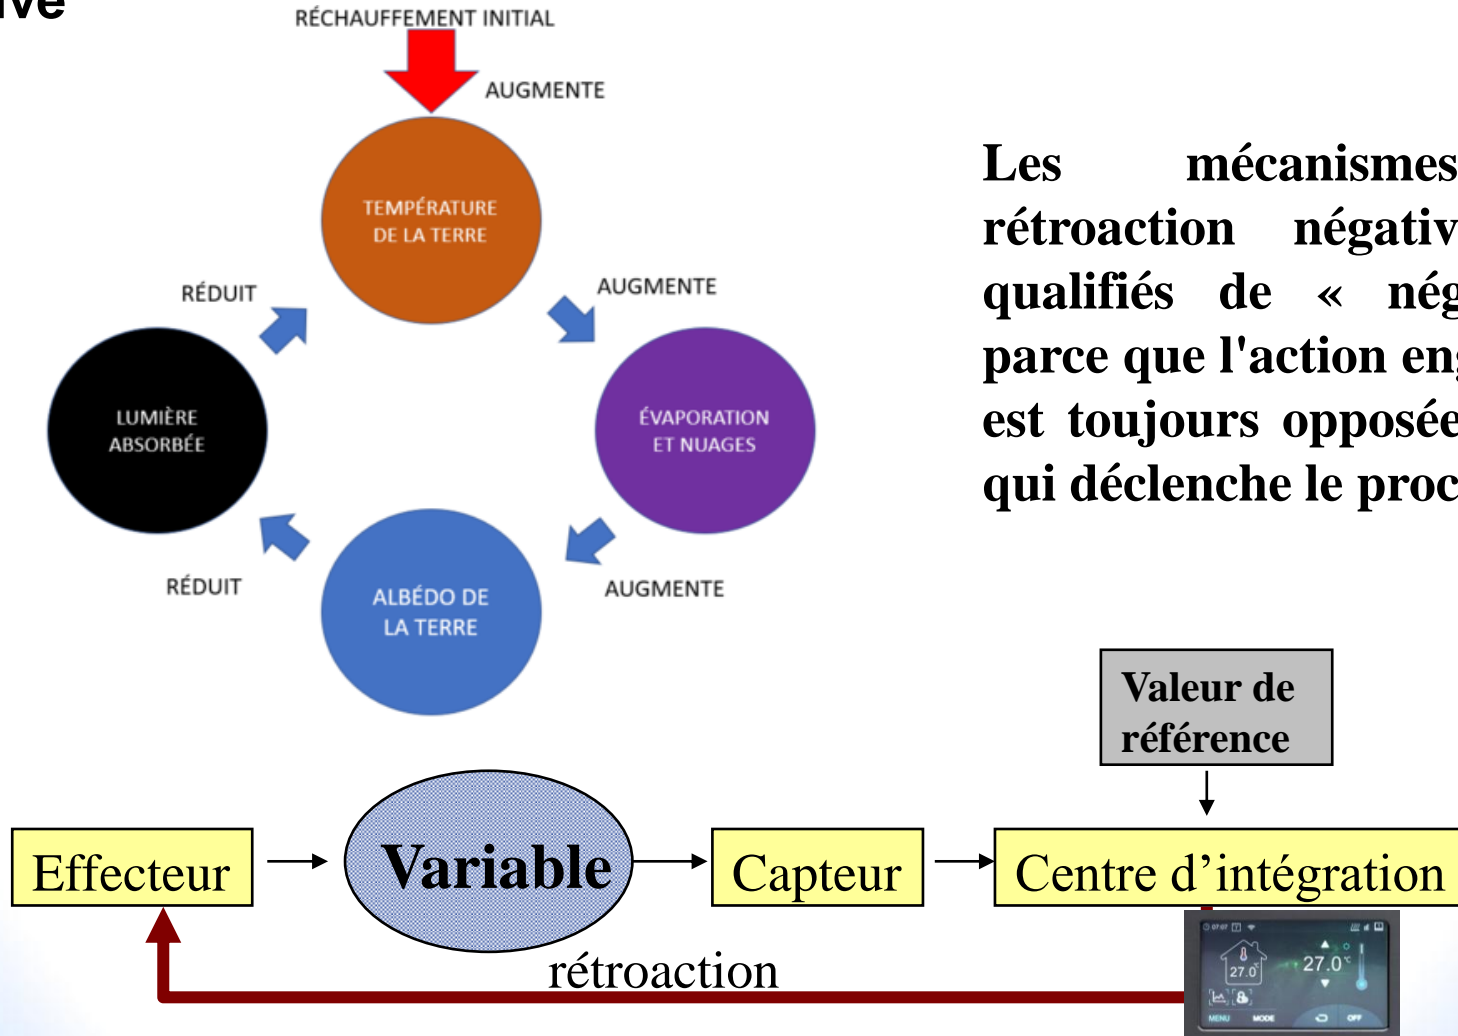 RÉCHAUFFEMENT INITIAL
AUGMENTE
TEMPÉRATURE
DE LA TERRE
RÉDUIT
AUGMENTE
LUMIÈRE
ABSORBÉE
ÉVAPORATION
ET NUAGES
RÉDUIT
AUGMENTE
ALBÉDO DE
LA TERRE
Les mécanismes
rétroaction négativ
qualifiés de « nég
parce que l'action en
est toujours opposée
qui déclenche le proc
Valeur de
référence
Effecteur
Variable
Capteur
Centre d’intégration
rétroaction
07:07
27.0°
27.0 °C
MENU MODE OFF